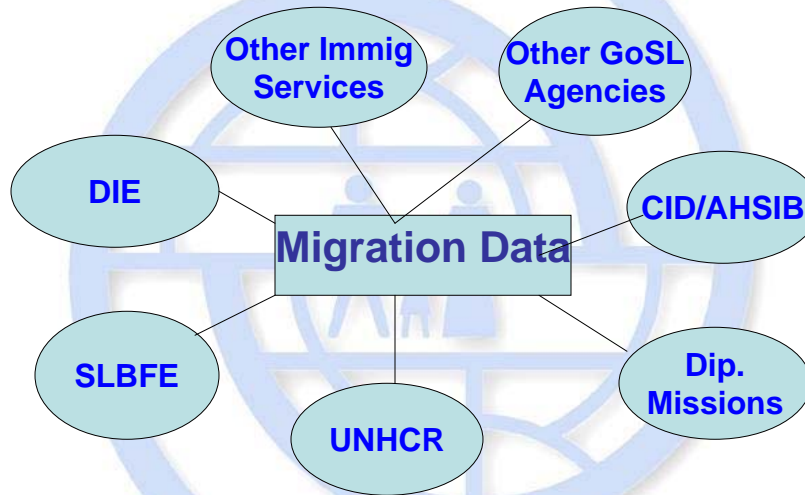 Other Immig
Services
Other GoSL
Agencies
DIE
CID/AHSIB
Migration Data
SLBFE
Dip.
Missions
UNHCR